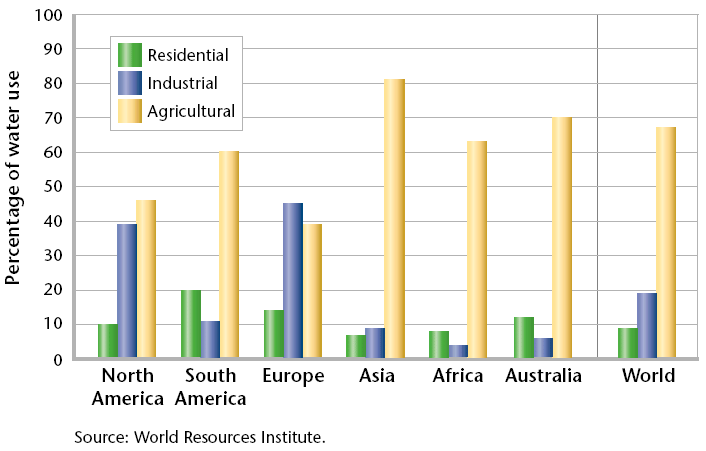 100
90
80
70
60
50
40
30
20
10
0
Percentage of water use
Residential
Industrial
Agricultural
North America
South America
Europe
Asia
Africa
Australia
World
Source: World Resources Institute.